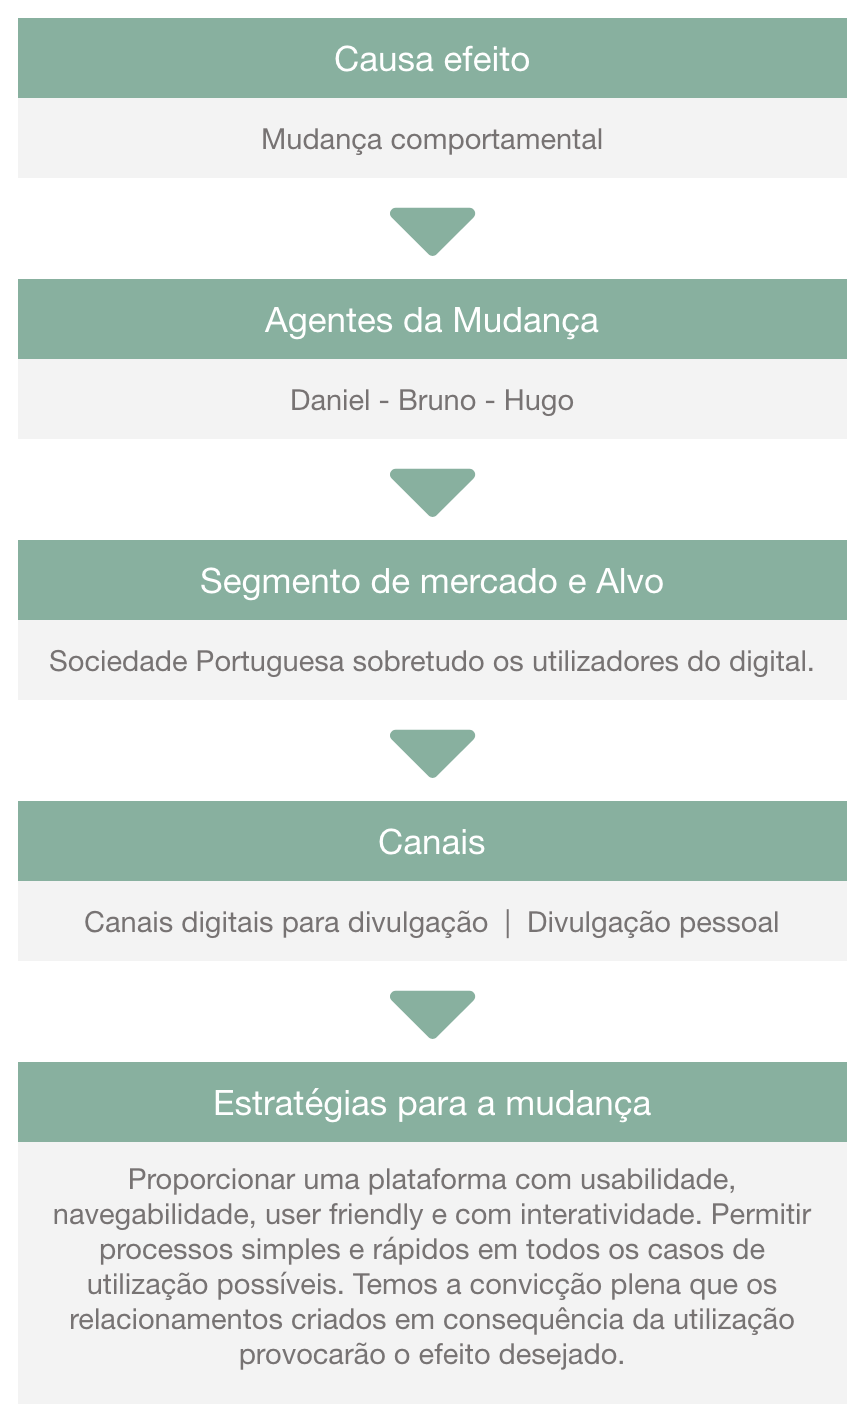 Causa efeito
Mudança comportamental
Agentes da Mudança
Daniel - Bruno - Hugo
Segmento de mercado e Alvo
Sociedade Portuguesa sobretudo os utilizadores do digital.
Canais
Canais digitais para divulgação | Divulgação pessoal
Estratégias para a mudança
Proporcionar uma plataforma com usabilidade,
navegabilidade, user friendly e com interatividade. Permitir
processos simples e rápidos em todos os casos de
utilização possíveis. Temos a convicção plena que os
relacionamentos criados em consequência da utilização
provocarão o efeito desejado.